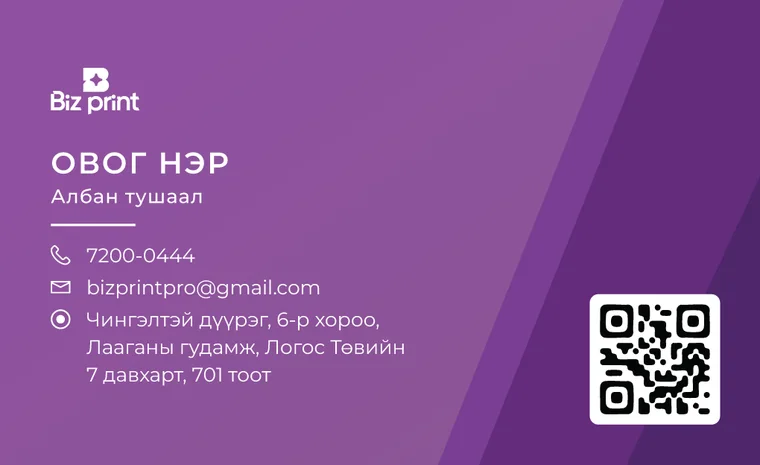 Biz print
ОВОГ НЭР
Албан тушаал
7200-0444
bizprintpro@gmail.com
Чингэлтэй дүүрэг, 6-р хороо,
Лааганы гудамж, Логос Төвийн
7 давхарт, 701 тоот